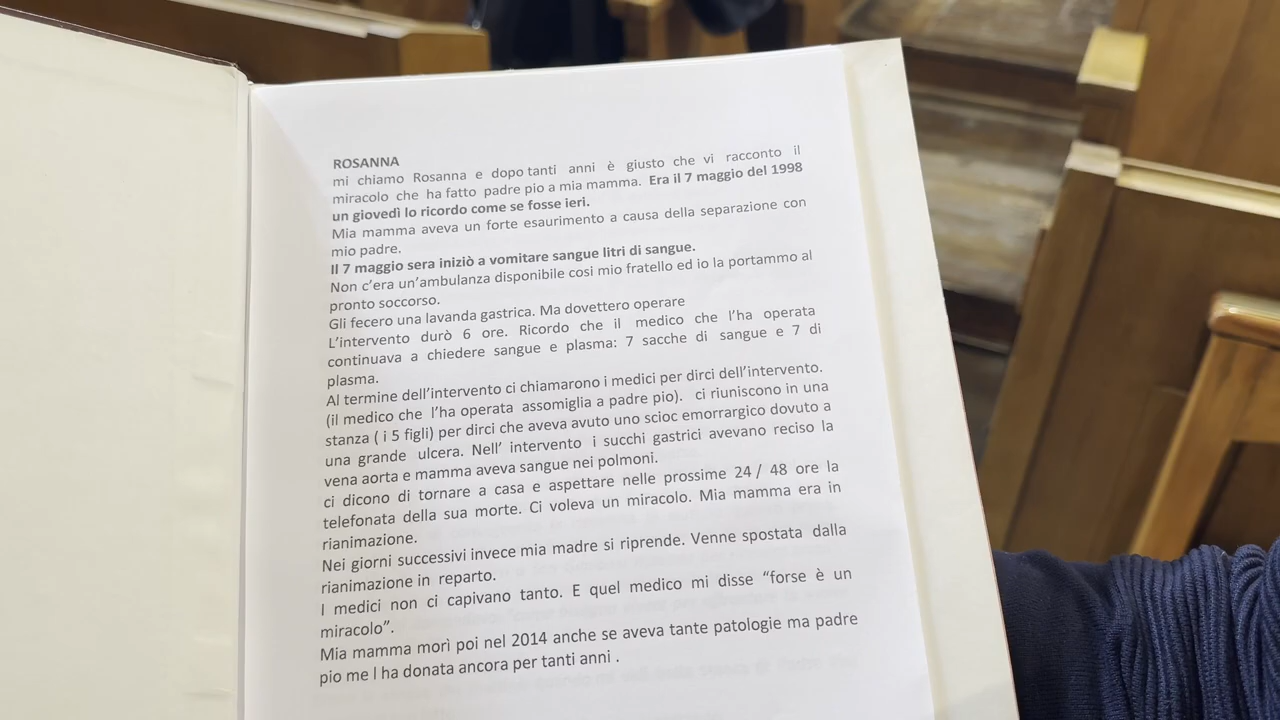 ROSANNA
mi chiamo Rosanna e dopo tanti anni è giusto che vi racconto il
miracolo che ha fatto padre pio a mia mamma. Era il 7 maggio del 1998
un giovedì lo ricordo come se fosse ieri.
Mia mamma aveva un forte esaurimento a causa della separazione con
mio padre.
Il 7 maggio sera iniziò a vomitare sangue litri di sangue.
Non c'era un'ambulanza disponibile cosi mio fratello ed io la portammo al
pronto soccorso.
Gli fecero una lavanda gastrica. Ma dovettero operare
L'intervento durò 6 ore. Ricordo che il medico che l'ha operata
continuava a chiedere sangue e plasma: 7 sacche di sangue e 7 di
plasma.
Al termine dell'intervento ci chiamarono i medici per dirci dell'intervento.
(il medico che l'ha operata assomiglia a padre pio). ci riuniscono in una
stanza ( i 5 figli) per dirci che aveva avuto uno scioc emorragico dovuto a
una grande ulcera. Nell' intervento i succhi gastrici avevano reciso la
vena aorta e mamma aveva sangue nei polmoni.
ci dicono di tornare a casa e aspettare nelle prossime 24 / 48 ore la
telefonata della sua morte. Ci voleva un miracolo. Mia mamma era in
rianimazione.
Nei giorni successivi invece mia madre si riprende. Venne spostata dalla
rianimazione in reparto.
I medici non ci capivano tanto. E quel medico mi disse "forse è un
miracolo".
Mia mamma morì poi nel 2014 anche se aveva tante patologie ma padre
pio me l ha donata ancora per tanti anni .